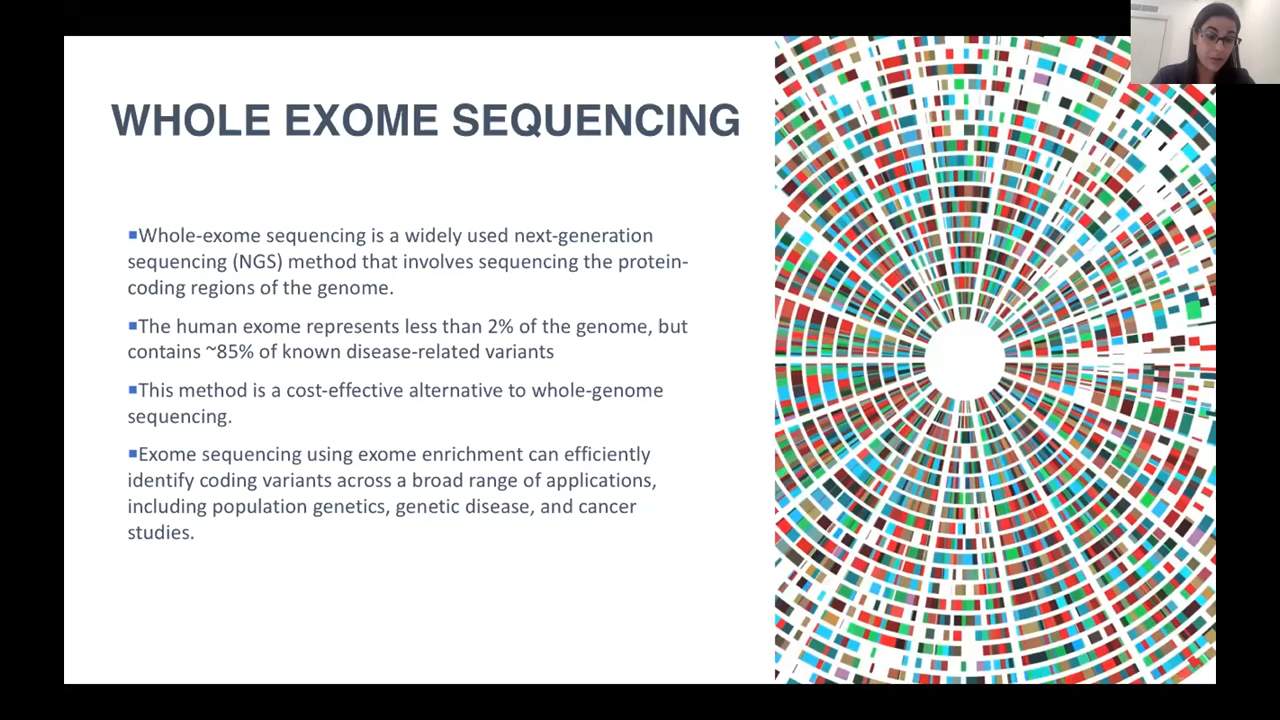 WHOLE EXOME SEQUENCING
▪Whole-exome sequencing is a widely used next-generation
sequencing (NGS) method that involves sequencing the protein-
coding regions of the genome.
▪The human exome represents less than 2% of the genome, but
contains ~85% of known disease-related variants
▪This method is a cost-effective alternative to whole-genome
sequencing.
▪Exome sequencing using exome enrichment can efficiently
identify coding variants across a broad range of applications,
including population genetics, genetic disease, and cancer
studies.